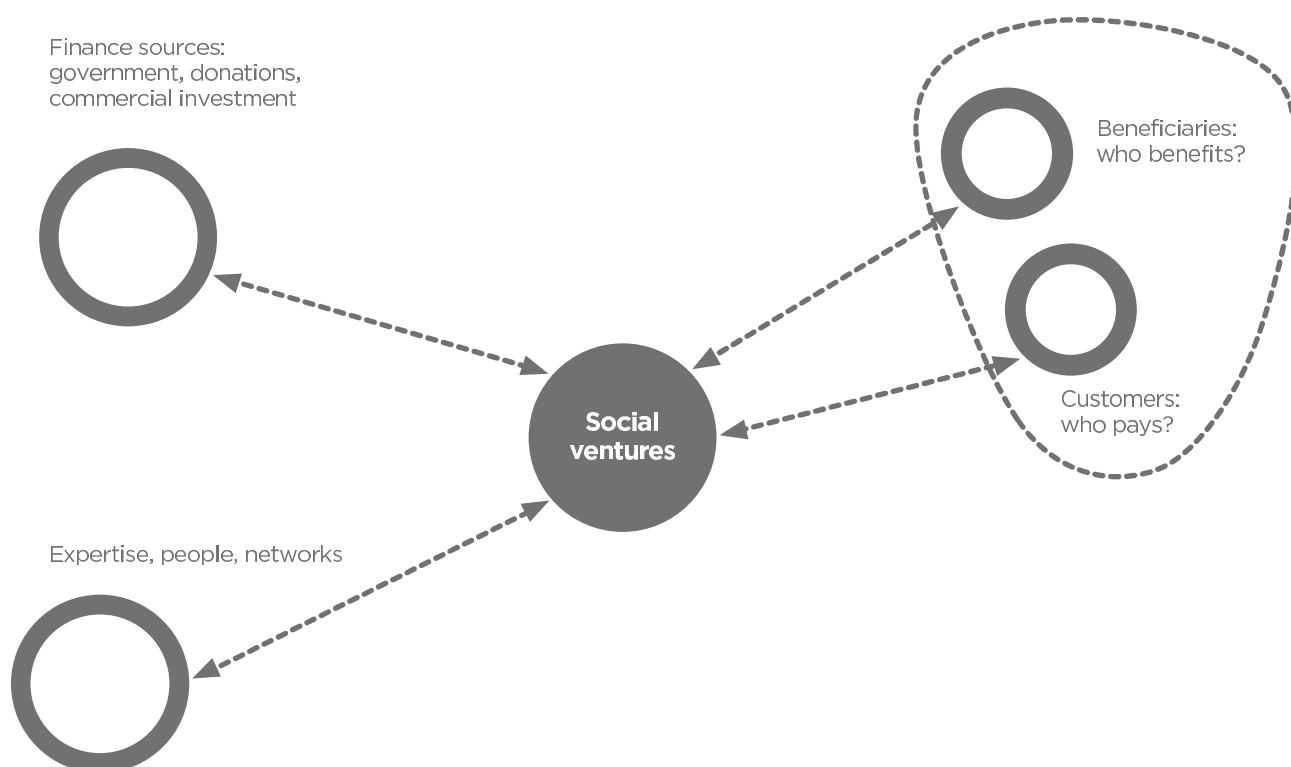 Finance sources:
government, donations,
commercial investment
Beneficiaries:
who benefits?
Social
ventures
Customers:
who pays?
Expertise, people, networks